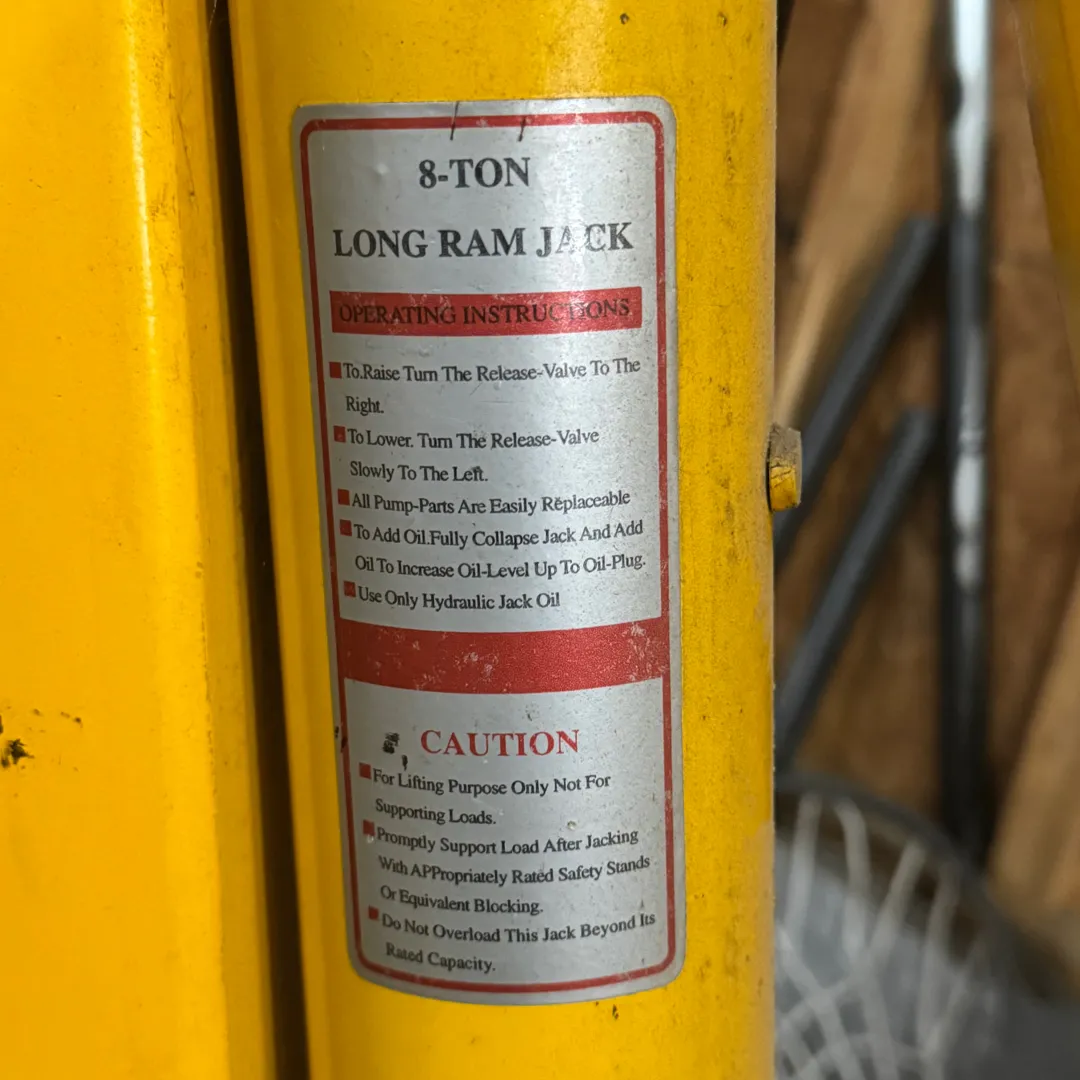 8-TON
LONG RAM JACK
OPERATING INSTRUCTIONS
To.Raise Turn The Release-Valve To The
Right.
To Lower. Turn The Release-Valve
Slowly To The Left.
All Pump-Parts Are Easily Replaceable
To Add Oil.Fully Collapse Jack And Add
Oil To Increase Oil-Level Up To Oil-Plug.
Use Only Hydraulic Jack Oil
CAUTION
For Lifting Purpose Only Not For
Supporting Loads.
Promptly Support Load After Jacking
With APPropriately Rated Safety Stands
Or Equivalent Blocking.
Do Not Overload This Jack Beyond Its
Rated Capacity.